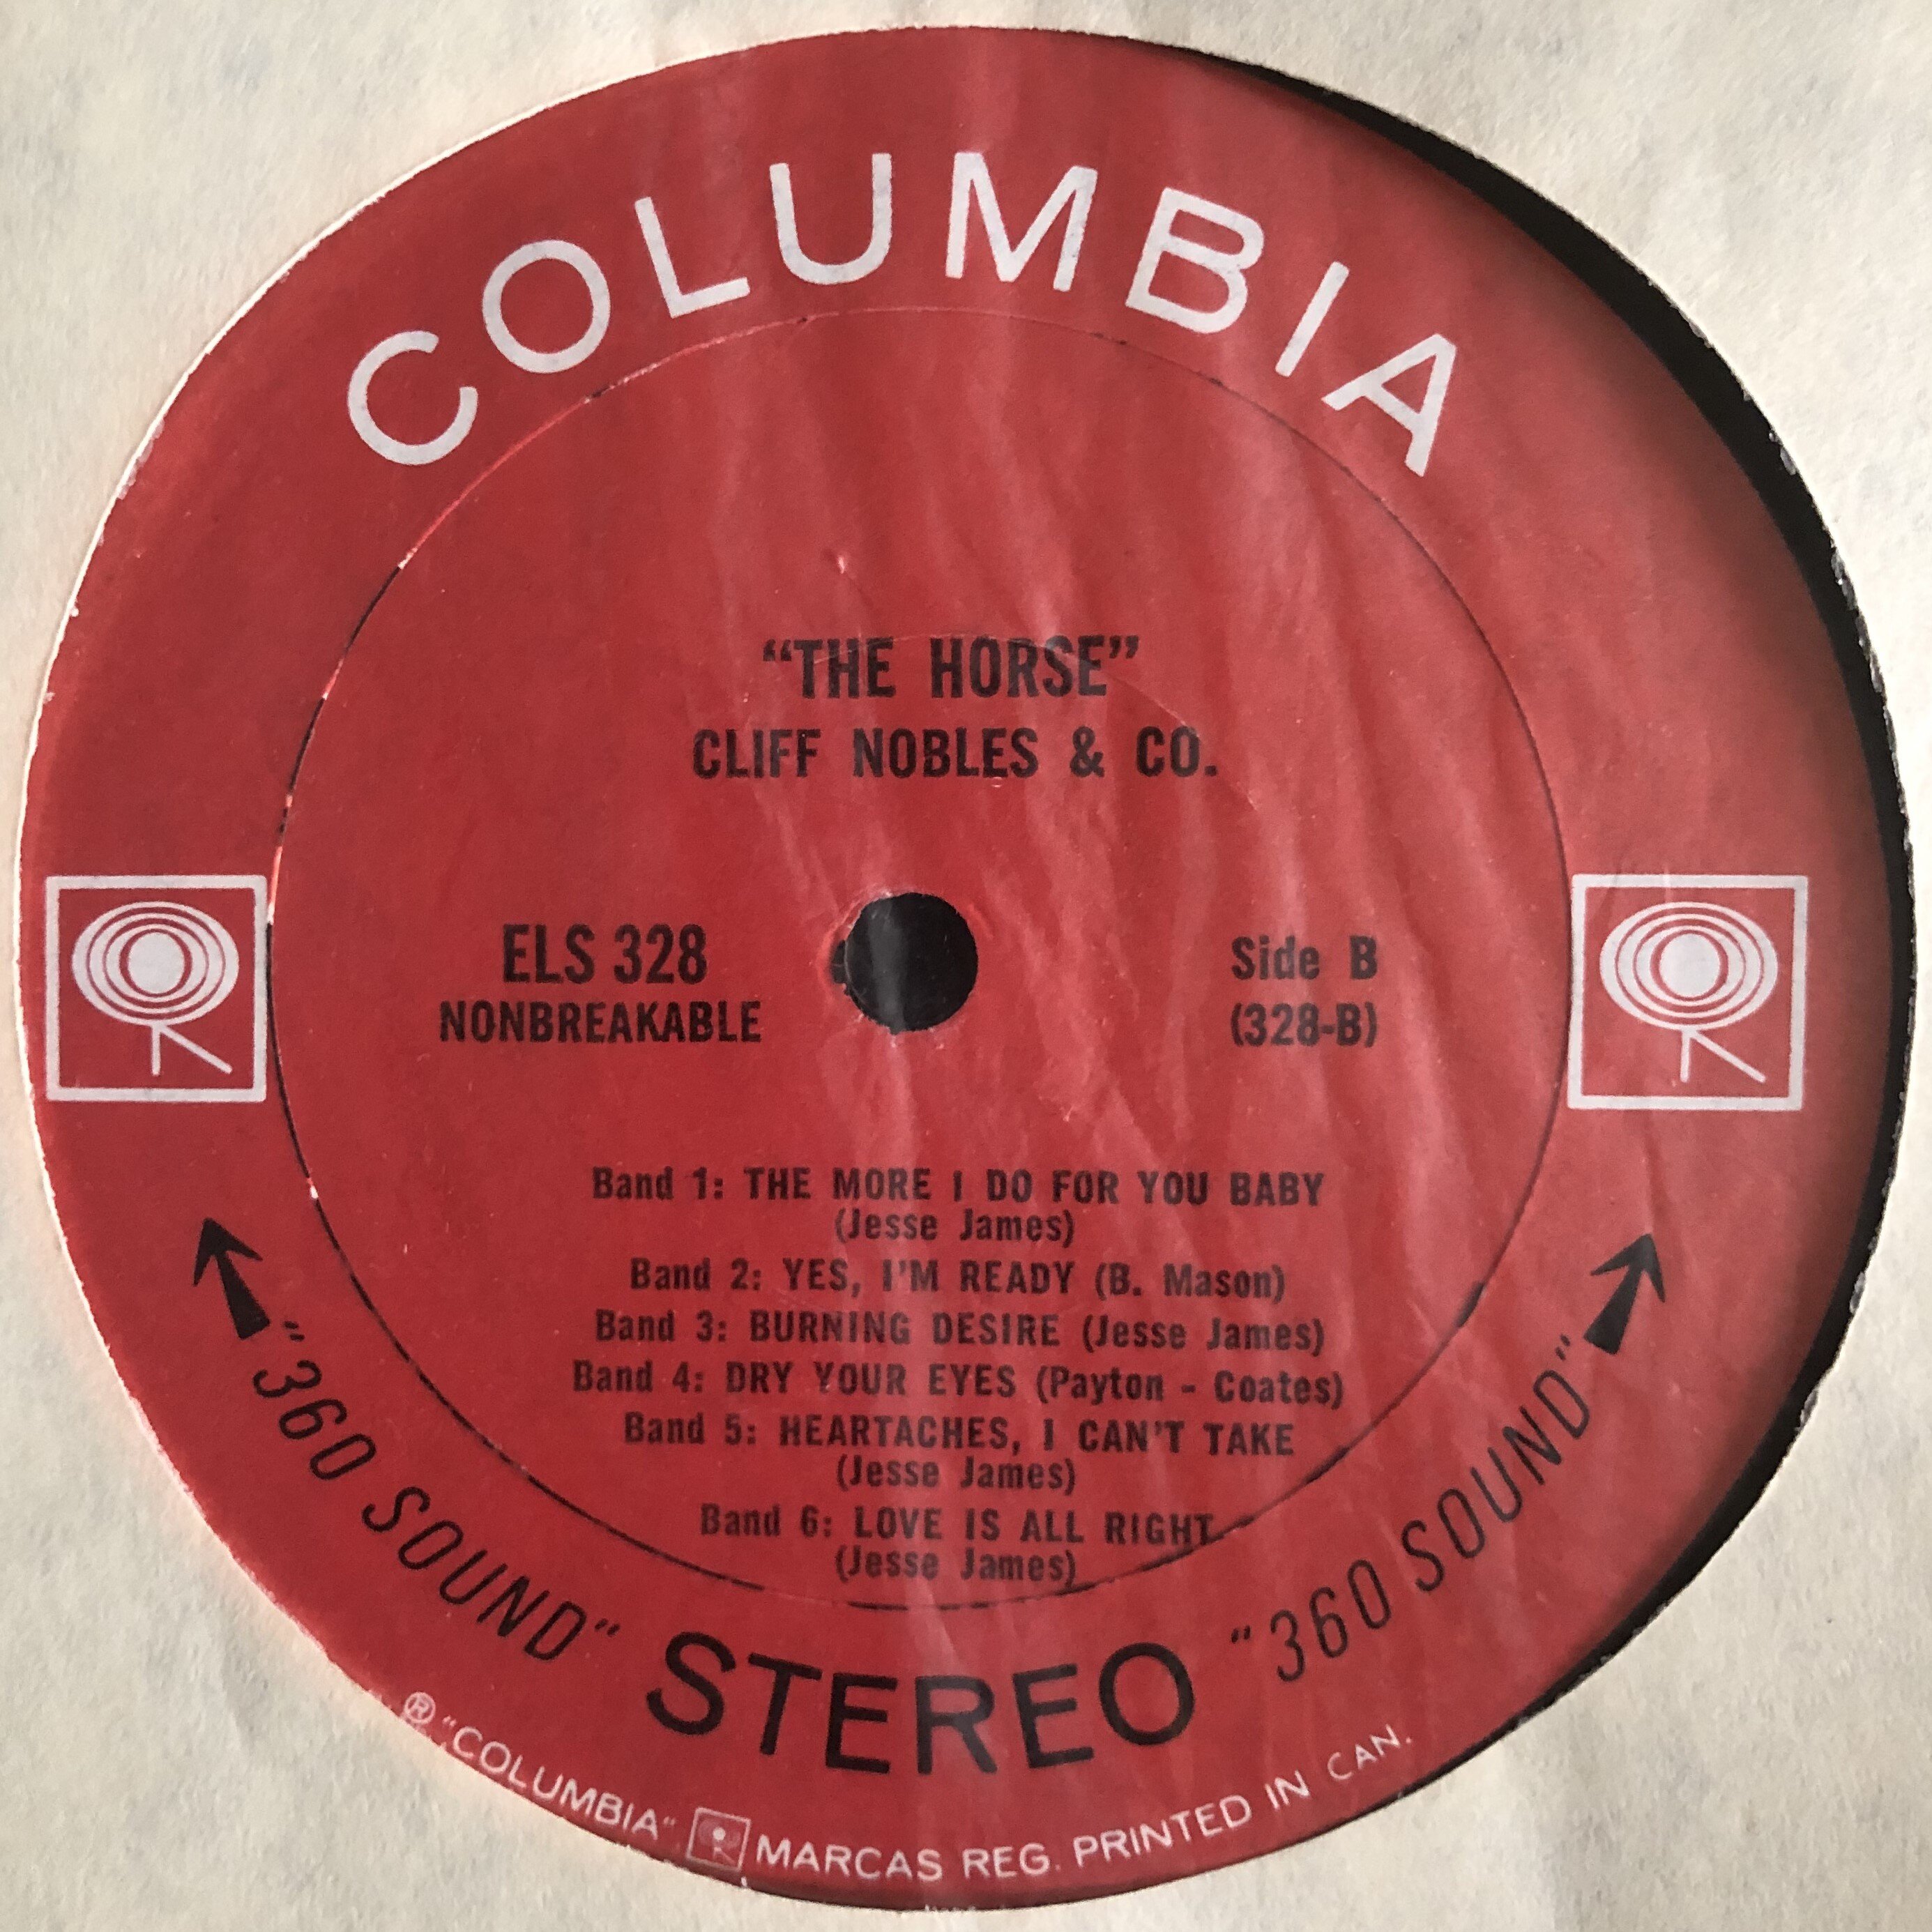 COLUMBIA
“THE HORSE”
CLIFF NOBLES & CO.
ELS 328
NONBREAKABLE
Side B
(328-B)
Band 1: THE MORE I DO FOR YOU BABY
(Jesse James)
Band 2: YES, I'M READY (B. Mason)
Band 3: BURNING DESIRE (Jesse James)
Band 4: DRY YOUR EYES (Payton - Coates)
Band 5: HEARTACHES, I CAN'T TAKE
(Jesse James)
Band 6: LOVE IS ALL RIGHT
(Jesse James)
"360 SOUND" STEREO "360 SOUND"
® "COLUMBIA" MARCAS REG. PRINTED IN CAN.